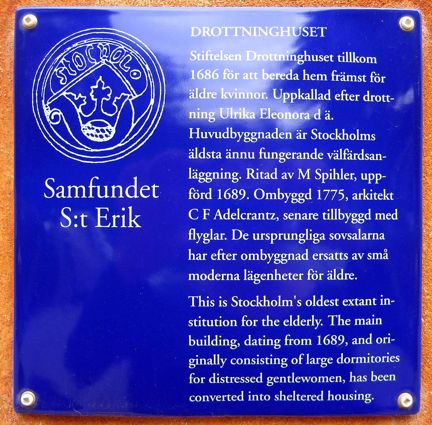 STOCKHOLM
Samfundet
S:t Erik
DROTTNINGHUSET
Stiftelsen Drottninghuset tillkom
1686 för att bereda hem främst för
äldre kvinnor. Uppkallad efter drott-
ning Ulrika Eleonora d ä.
Huvudbyggnaden är Stockholms
äldsta ännu fungerande välfärdsan-
läggning. Ritad av M Spihler, upp-
förd 1689. Ombyggd 1775, arkitekt
C F Adelcrantz, senare tillbyggd med
flyglar. De ursprungliga sovsalarna
har efter ombyggnad ersatts av små
moderna lägenheter för äldre.
This is Stockholm's oldest extant in-
stitution for the elderly. The main
building, dating from 1689, and ori-
ginally consisting of large dormitories
for distressed gentlewomen, has been
converted into sheltered housing.